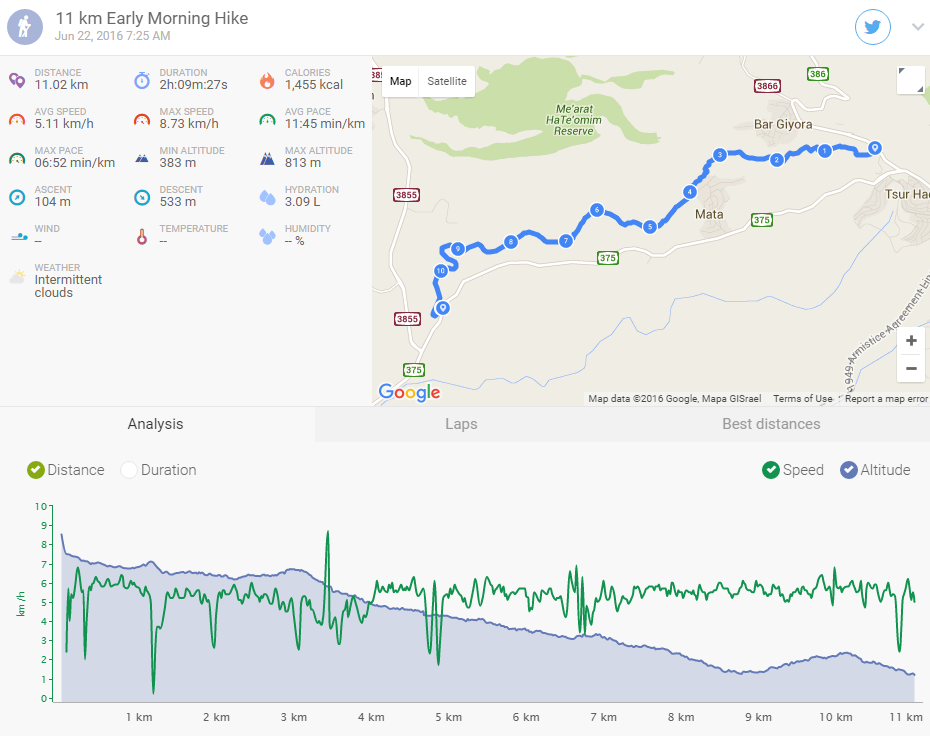 11 km Early Morning Hike
Jun 22, 2016 7:25 AM
DISTANCE
11.02 km
DURATION
2h:09m:27s
CALORIES
1,455 kcal
AVG SPEED
5.11 km/h
MAX SPEED
8.73 km/h
AVG PACE
11:45 min/km
MAX PACE
06:52 min/km
MIN ALTITUDE
383 m
MAX ALTITUDE
813 m
ASCENT
104 m
DESCENT
533 m
HYDRATION
3.09 L
WIND
--
TEMPERATURE
--
HUMIDITY
-- %
WEATHER
Intermittent
clouds
Map Satellite
386
3866
Me'arat
HaTe'omim
Reserve
Bar Giyora
3 2 1
3855
4
Tsur Ha
Mata
375
6
5
7
8
9
375
10
3855
375
949 Armistice Agreement Lin
+
−
Google
Map data ©2016 Google, Mapa GISrael Terms of Use Report a map error
Analysis Laps Best distances
Distance Duration Speed Altitude
10
9
8
7
6
5
4
3
2
1
0
km /h
1 km 2 km 3 km 4 km 5 km 6 km 7 km 8 km 9 km 10 km 11 km